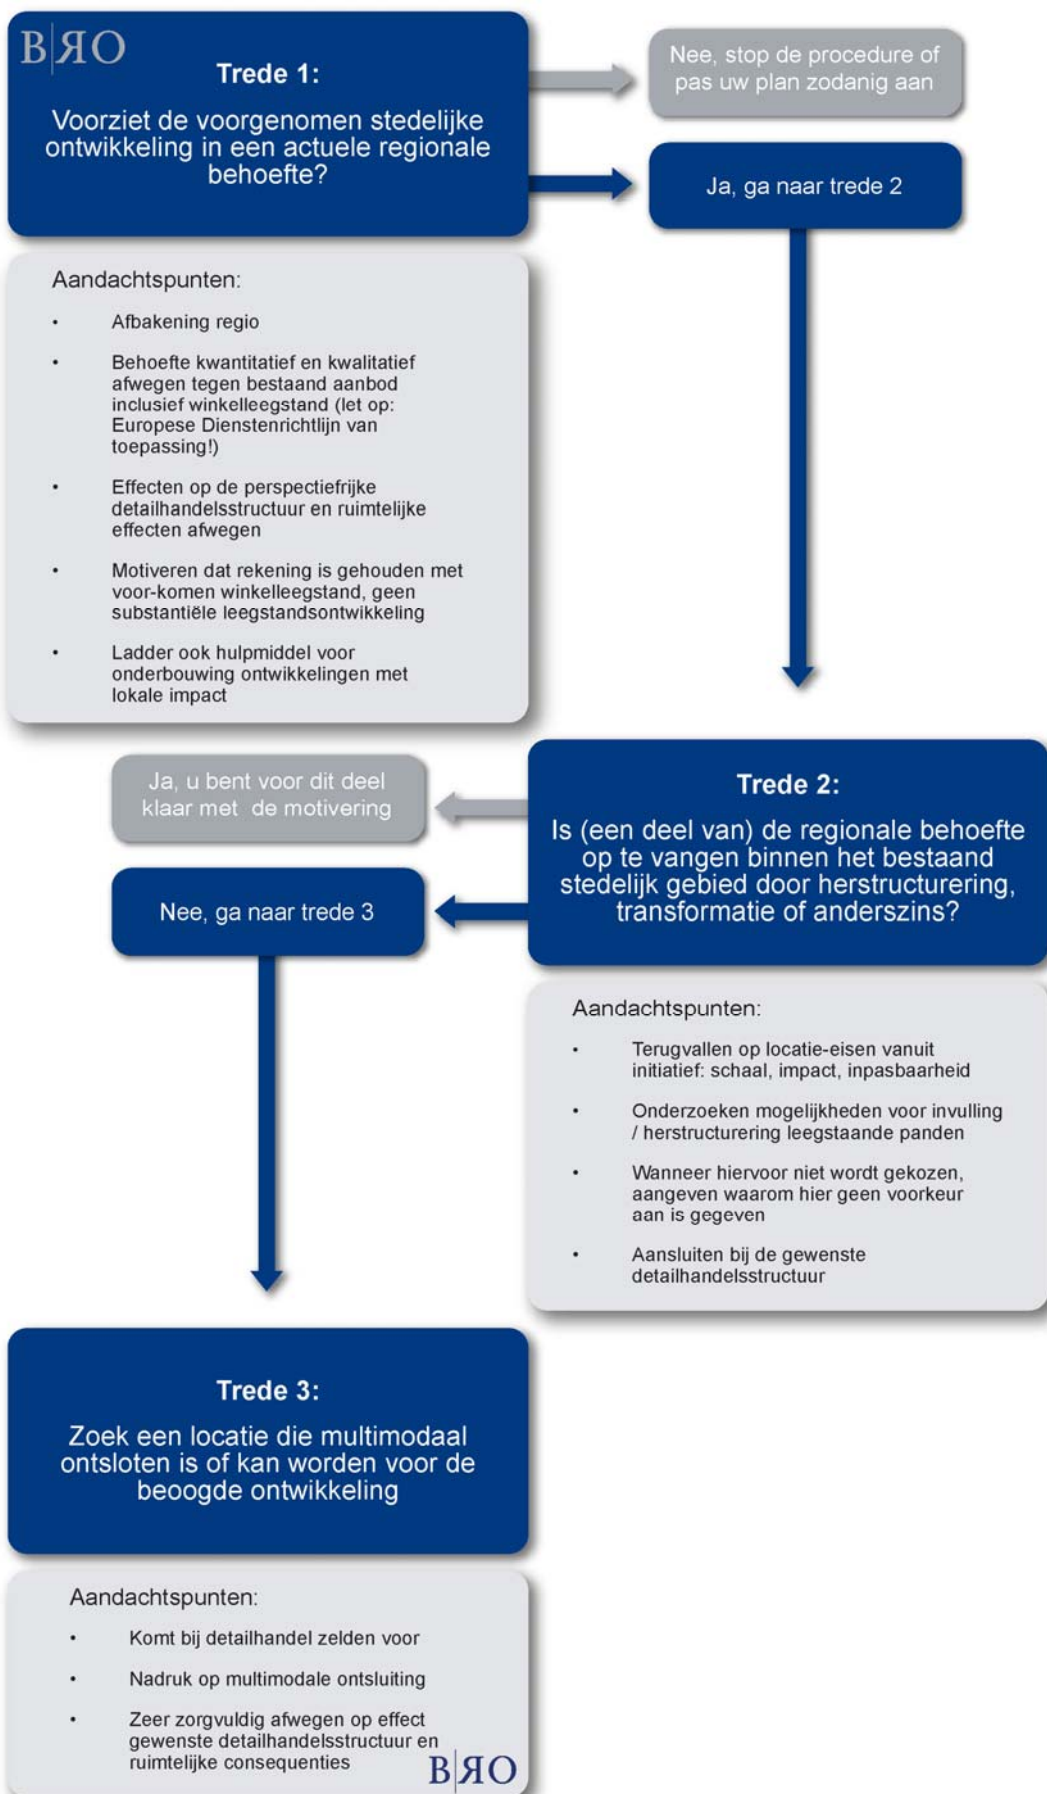 BRO
Trede 1:
Voorziet de voorgenomen stedelijke
ontwikkeling in een actuele regionale
behoefte?
Nee, stop de procedure of
pas uw plan zodanig aan
Ja, ga naar trede 2
Aandachtspunten:
• Afbakening regio
• Behoefte kwantitatief en kwalitatief
afwegen tegen bestaand aanbod
inclusief winkelleegstand (let op:
Europese Dienstenrichtlijn van
toepassing!)
• Effecten op de perspectiefrijke
detailhandelsstructuur en ruimtelijke
effecten afwegen
• Motiveren dat rekening is gehouden met
voor-komen winkelleegstand, geen
substantiële leegstandsontwikkeling
• Ladder ook hulpmiddel voor
onderbouwing ontwikkelingen met
lokale impact
Ja, u bent voor dit deel
klaar met de motivering
Nee, ga naar trede 3
Trede 2:
Is (een deel van) de regionale behoefte
op te vangen binnen het bestaand
stedelijk gebied door herstructurering,
transformatie of anderszins?
Aandachtspunten:
• Terugvallen op locatie-eisen vanuit
initiatief: schaal, impact, inpasbaarheid
• Onderzoeken mogelijkheden voor invulling
/ herstructurering leegstaande panden
• Wanneer hiervoor niet wordt gekozen,
aangeven waarom hier geen voorkeur
aan is gegeven
• Aansluiten bij de gewenste
detailhandelsstructuur
Trede 3:
Zoek een locatie die multimodaal
ontsloten is of kan worden voor de
beoogde ontwikkeling
Aandachtspunten:
• Komt bij detailhandel zelden voor
• Nadruk op multimodale ontsluiting
• Zeer zorgvuldig afwegen op effect
gewenste detailhandelsstructuur en
ruimtelijke consequenties
BRO